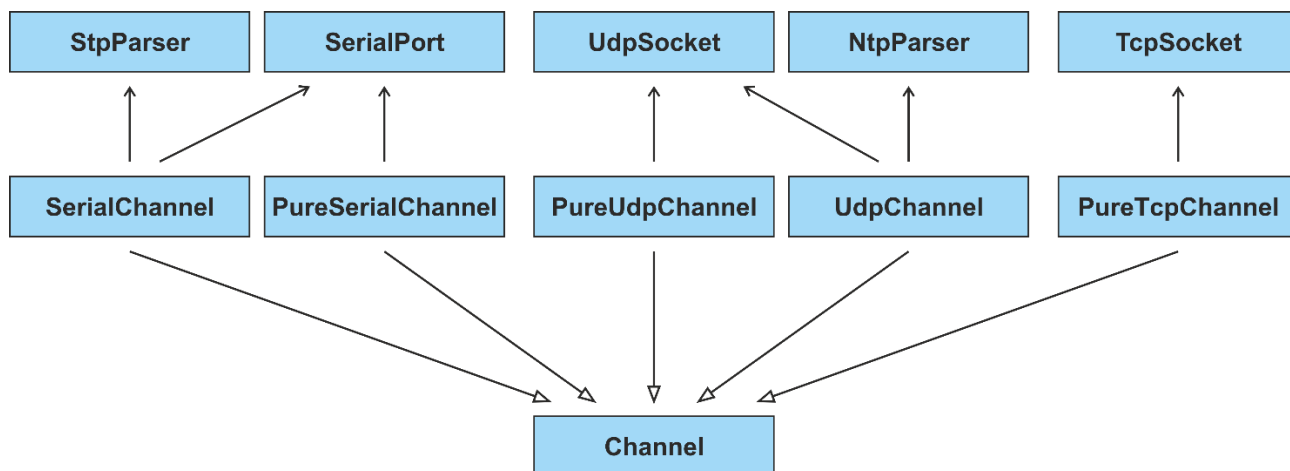 StpParser
SerialPort
UdpSocket
NtpParser
TcpSocket
SerialChannel
PureSerialChannel
PureUdpChannel
UdpChannel
PureTcpChannel
Channel